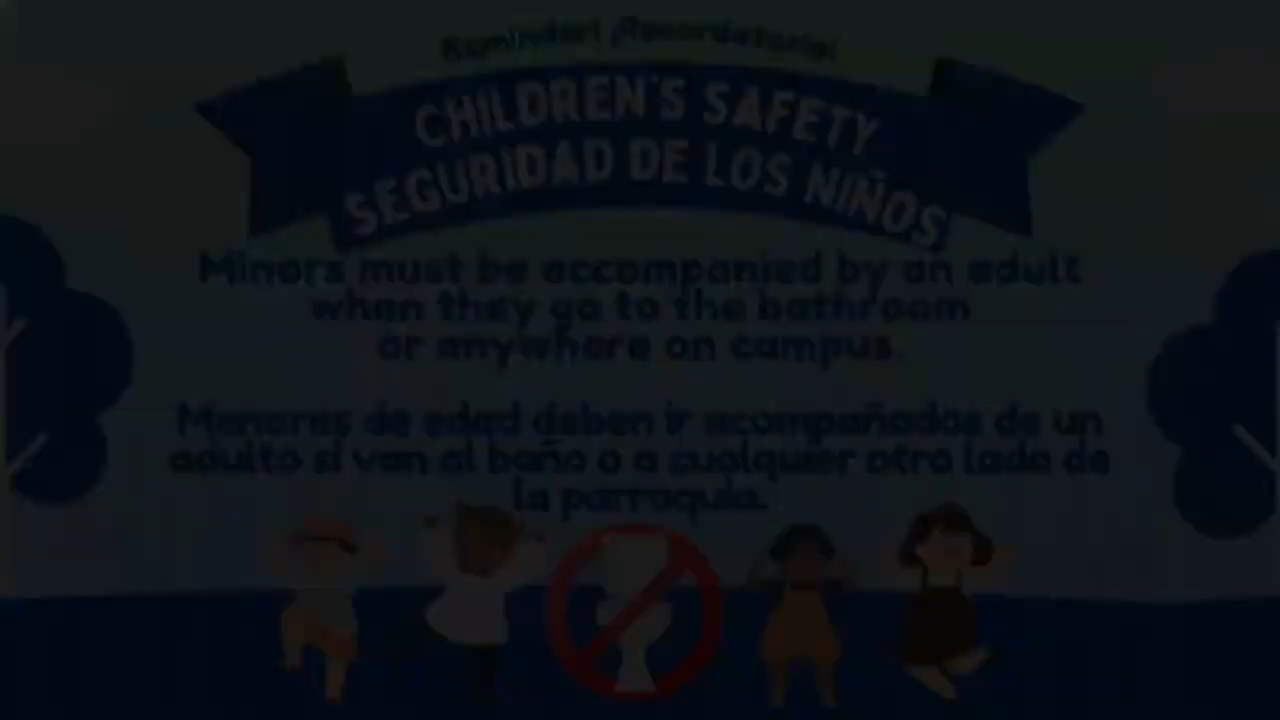 Reminder! ¡Recordatorio!
CHILDREN'S SAFETY
SEGURIDAD DE LOS NIÑOS
Minors must be accompanied by an adult
when they go to the bathroom
or anywhere on campus.
Menores de edad deben ir acompañados de un
adulto si van al baño o a cualquier otro lado de
la parroquia.